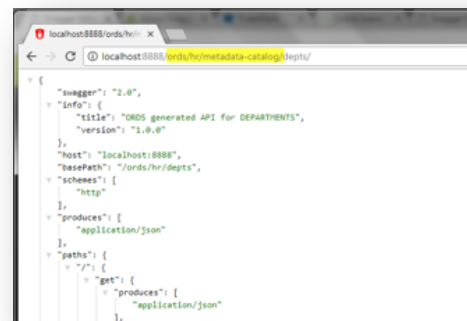 localhost:8888/ords/hr/m
localhost:8888/ords/hr/metadata-catalog/depts/
{
"swagger": "2.0",
"info": {
"title": "ORDS generated API for DEPARTMENTS",
"version": "1.0.0"
},
"host": "localhost:8888",
"basePath": "/ords/hr/depts",
"schemes": [
"http"
],
"produces": [
"application/json"
],
"paths": {
"/": {
"get": {
"produces": [
"application/json"
],